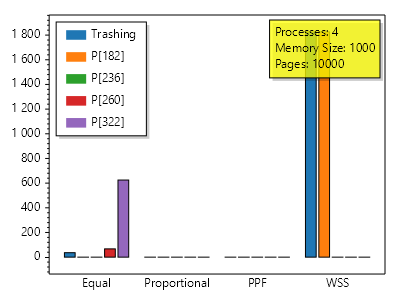 1 800
1 600
1 400
1 200
1 000
800
600
400
200
0
Trashing
P[182]
P[236]
P[260]
P[322]
Processes: 4
Memory Size: 1000
Pages: 10000
Equal
Proportional
PPF
WSS